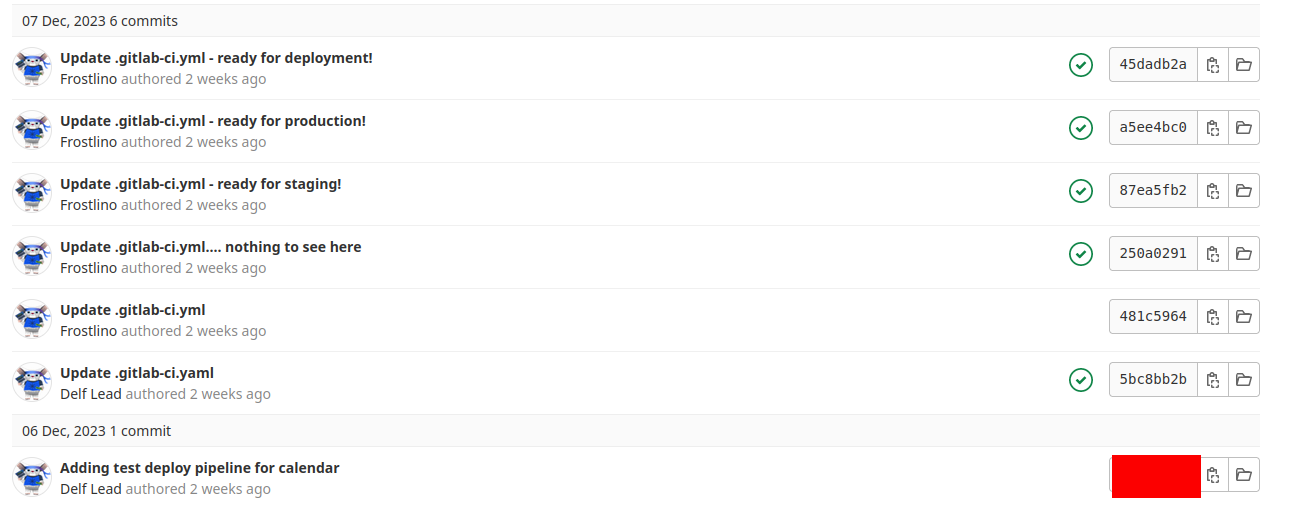 07 Dec, 2023 6 commits
Update .gitlab-ci.yml - ready for deployment!
Frostlino authored 2 weeks ago
45dadb2a
Update .gitlab-ci.yml - ready for production!
Frostlino authored 2 weeks ago
a5ee4bc0
Update .gitlab-ci.yml - ready for staging!
Frostlino authored 2 weeks ago
87ea5fb2
Update .gitlab-ci.yml.... nothing to see here
Frostlino authored 2 weeks ago
250a0291
Update .gitlab-ci.yml
Frostlino authored 2 weeks ago
481c5964
Update .gitlab-ci.yaml
Delf Lead authored 2 weeks ago
5bc8bb2b
06 Dec, 2023 1 commit
Adding test deploy pipeline for calendar
Delf Lead authored 2 weeks ago